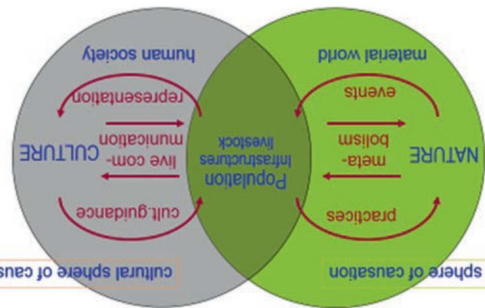 sphere of causation
cultural sphere of causa
practices
cult.guidance
NATURE
meta-
bolism
Population
Infrastructures
livestock
live com-
munication
CULTURE
events
representation
material world
human society